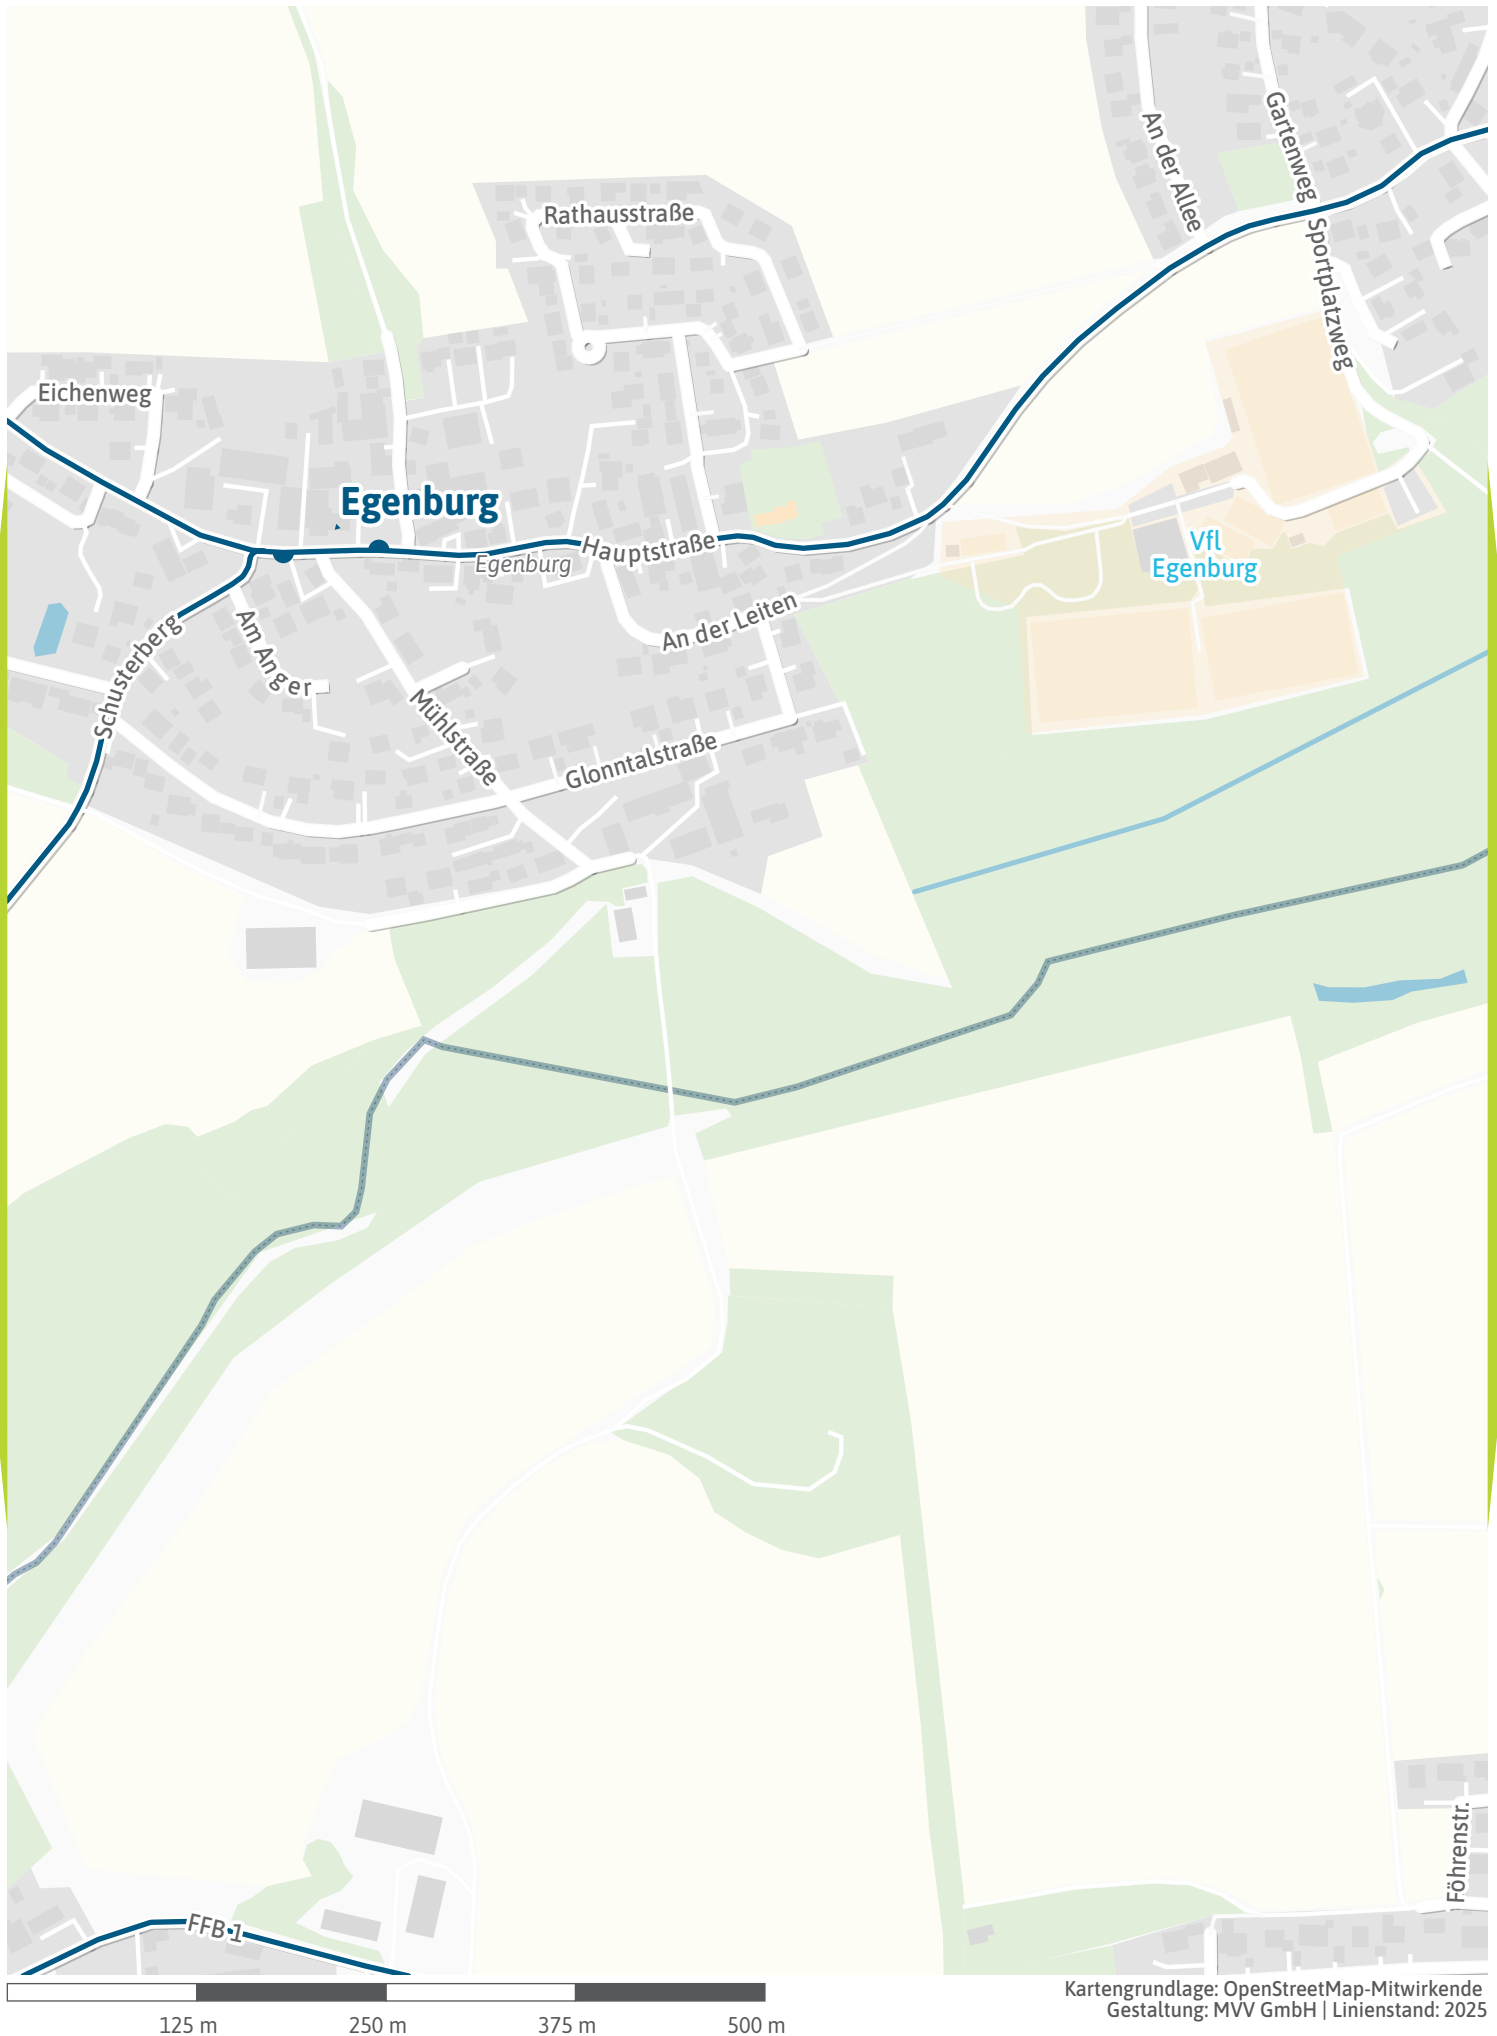 Gartenweg
An der Allee
Rathausstraße
Sportplatzweg
Eichenweg
Egenburg
Hauptstraße
Egenburg
Vfl
Egenburg
An der Leiten
Am Anger
Schusterberg
Mühlstraße
Glonntalstraße
Föhrenstr.
FFB 1
Kartengrundlage: OpenStreetMap-Mitwirkende
Gestaltung: MVV GmbH | Linienstand: 2025
125 m
250 m
375 m
500 m